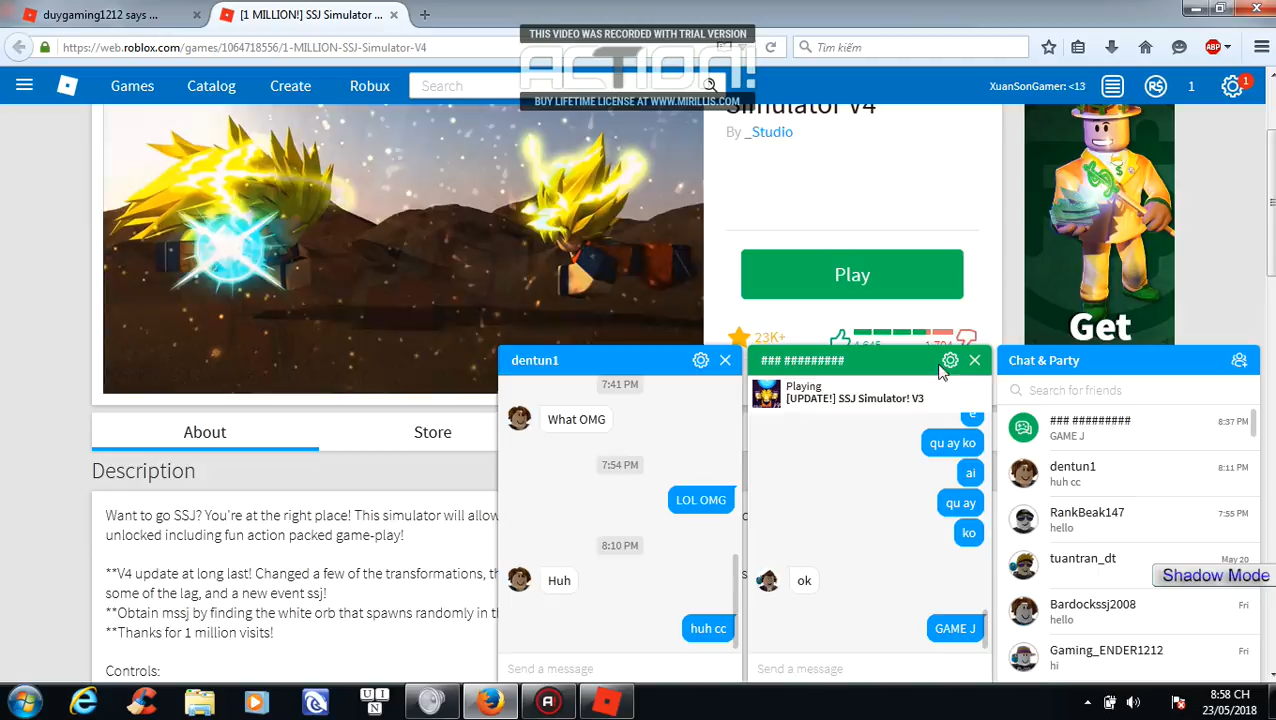 duygaming1212 says ...
[1 MILLION!] SSJ Simulator ...
THIS VIDEO WAS RECORDED WITH TRIAL VERSION
ACTION!
BUY LIFETIME LICENSE AT WWW.MIRILLIS.COM
https://web.roblox.com/games/1064718556/1-MILLION-SSJ-Simulator-V4
Tìm kiếm
ABP
Games
Catalog
Create
Robux
Search
XuanSonGamer: <13
R$
1
1
Simulator V4
By _Studio
Play
23K+
Get
About
Store
Description
Want to go SSJ? You're at the right place! This simulator will allow
unlocked including fun action packed game-play!
**V4 update at long last! Changed a few of the transformations, th
some of the lag, and a new event ssj!
**Obtain mssj by finding the white orb that spawns randomly in th
**Thanks for 1 million visits!
Controls:
dentun1
7:41 PM
What OMG
7:54 PM
LOL OMG
8:10 PM
Huh
huh cc
Send a message
### #########
Playing
[UPDATE!] SSJ Simulator! V3
e
qu ay ko
ai
qu ay
ko
ok
GAME J
Send a message
Chat & Party
Search for friends
### #########
8:37 PM
GAME J
dentun1
8:11 PM
huh cc
RankBeak147
7:55 PM
hello
tuantran_dt
May 20
Shadow Mode
Bardockssj2008
Fri
hello
Gaming_ENDER1212
Fri
hi
U I
N
8:58 CH
23/05/2018